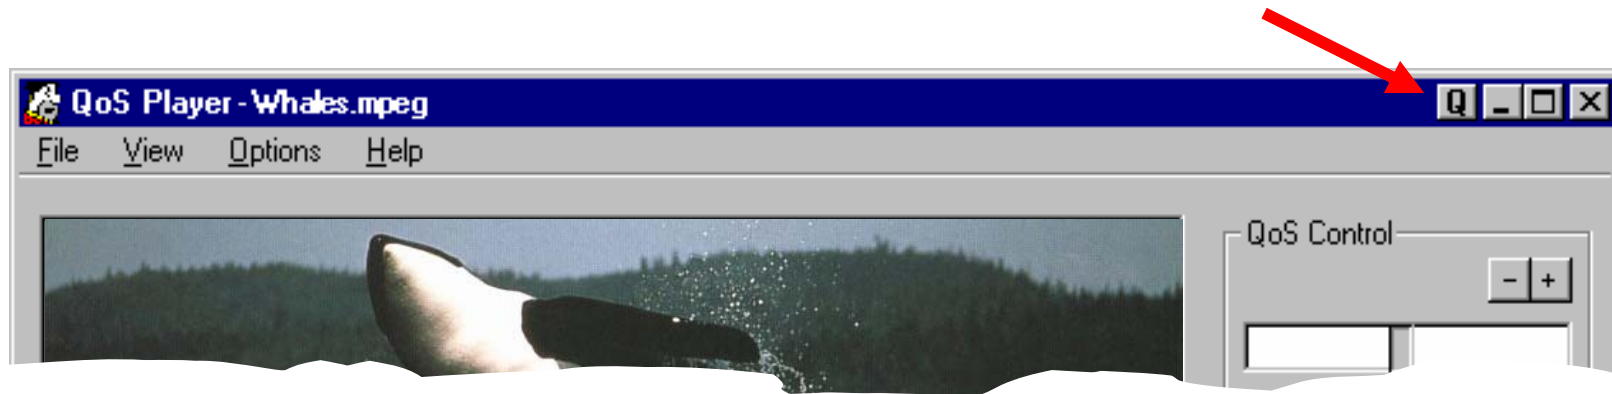 QoS Player - Whales.mpeg Q
File View Options Help
QoS Control
- +